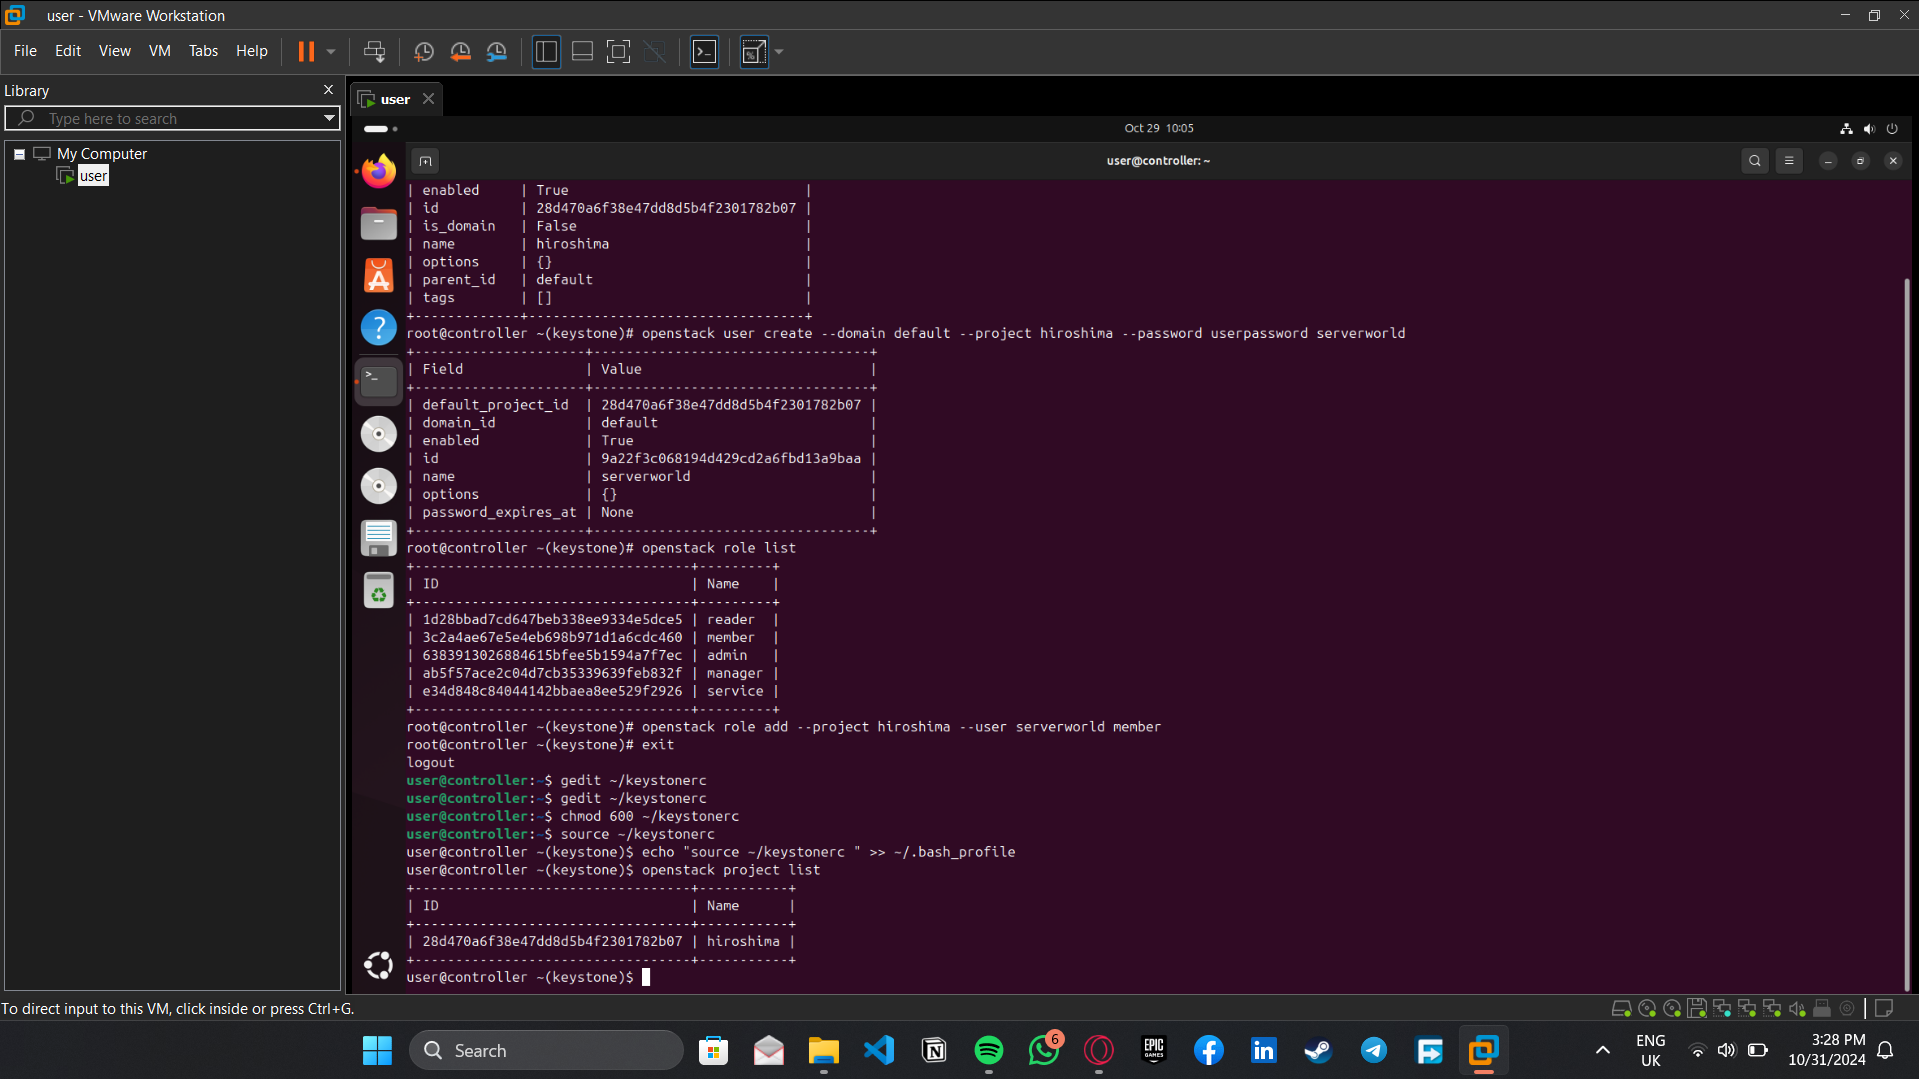 user - VMware Workstation
File Edit View VM Tabs Help
Library
Type here to search
My Computer
user
user
Oct 29 10:05
user@controller: ~
| enabled     | True                             |
| id          | 28d470a6f38e47dd8d5b4f2301782b07 |
| is_domain   | False                            |
| name        | hiroshima                        |
| options     | {}                               |
| parent_id   | default                          |
| tags        | []                               |
+-------------+----------------------------------+
root@controller ~(keystone)# openstack user create --domain default --project hiroshima --password userpassword serverworld
+---------------------+----------------------------------+
| Field               | Value                            |
+---------------------+----------------------------------+
| default_project_id  | 28d470a6f38e47dd8d5b4f2301782b07 |
| domain_id           | default                          |
| enabled             | True                             |
| id                  | 9a22f3c068194d429cd2a6fbd13a9baa |
| name                | serverworld                      |
| options             | {}                               |
| password_expires_at | None                             |
+---------------------+----------------------------------+
root@controller ~(keystone)# openstack role list
+----------------------------------+---------+
| ID                               | Name    |
+----------------------------------+---------+
| 1d28bbad7cd647beb338ee9334e5dce5 | reader  |
| 3c2a4ae67e5e4eb698b971d1a6cdc460 | member  |
| 6383913026884615bfee5b1594a7f7ec | admin   |
| ab5f57ace2c04d7cb35339639feb832f | manager |
| e34d848c84044142bbaea8ee529f2926 | service |
+----------------------------------+---------+
root@controller ~(keystone)# openstack role add --project hiroshima --user serverworld member
root@controller ~(keystone)# exit
logout
user@controller:~$ gedit ~/keystonerc
user@controller:~$ gedit ~/keystonerc
user@controller:~$ chmod 600 ~/keystonerc
user@controller:~$ source ~/keystonerc
user@controller ~(keystone)$ echo "source ~/keystonerc " >> ~/.bash_profile
user@controller ~(keystone)$ openstack project list
+----------------------------------+-----------+
| ID                               | Name      |
+----------------------------------+-----------+
| 28d470a6f38e47dd8d5b4f2301782b07 | hiroshima |
+----------------------------------+-----------+
user@controller ~(keystone)$
To direct input to this VM, click inside or press Ctrl+G.
Search
6
EPIC GAMES
ENG
UK
3:28 PM
10/31/2024